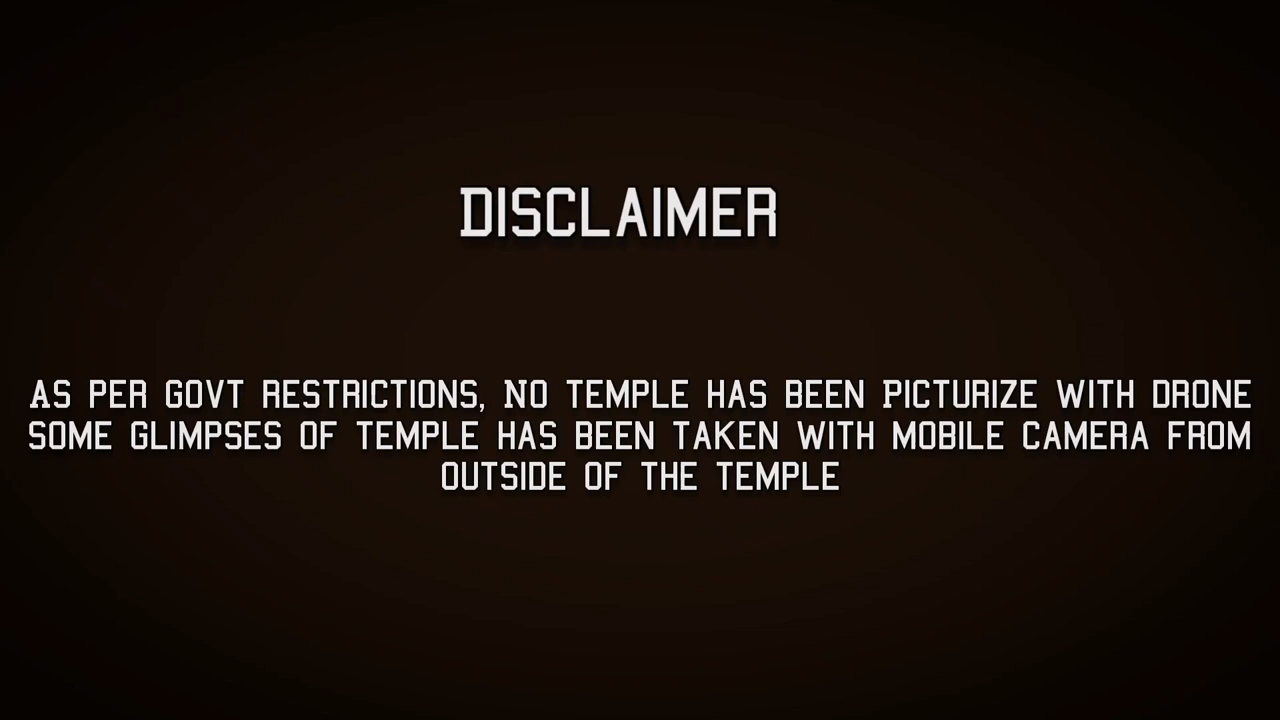 DISCLAIMER
AS PER GOVT RESTRICTIONS, NO TEMPLE HAS BEEN PICTURIZE WITH DRONE
SOME GLIMPSES OF TEMPLE HAS BEEN TAKEN WITH MOBILE CAMERA FROM
OUTSIDE OF THE TEMPLE